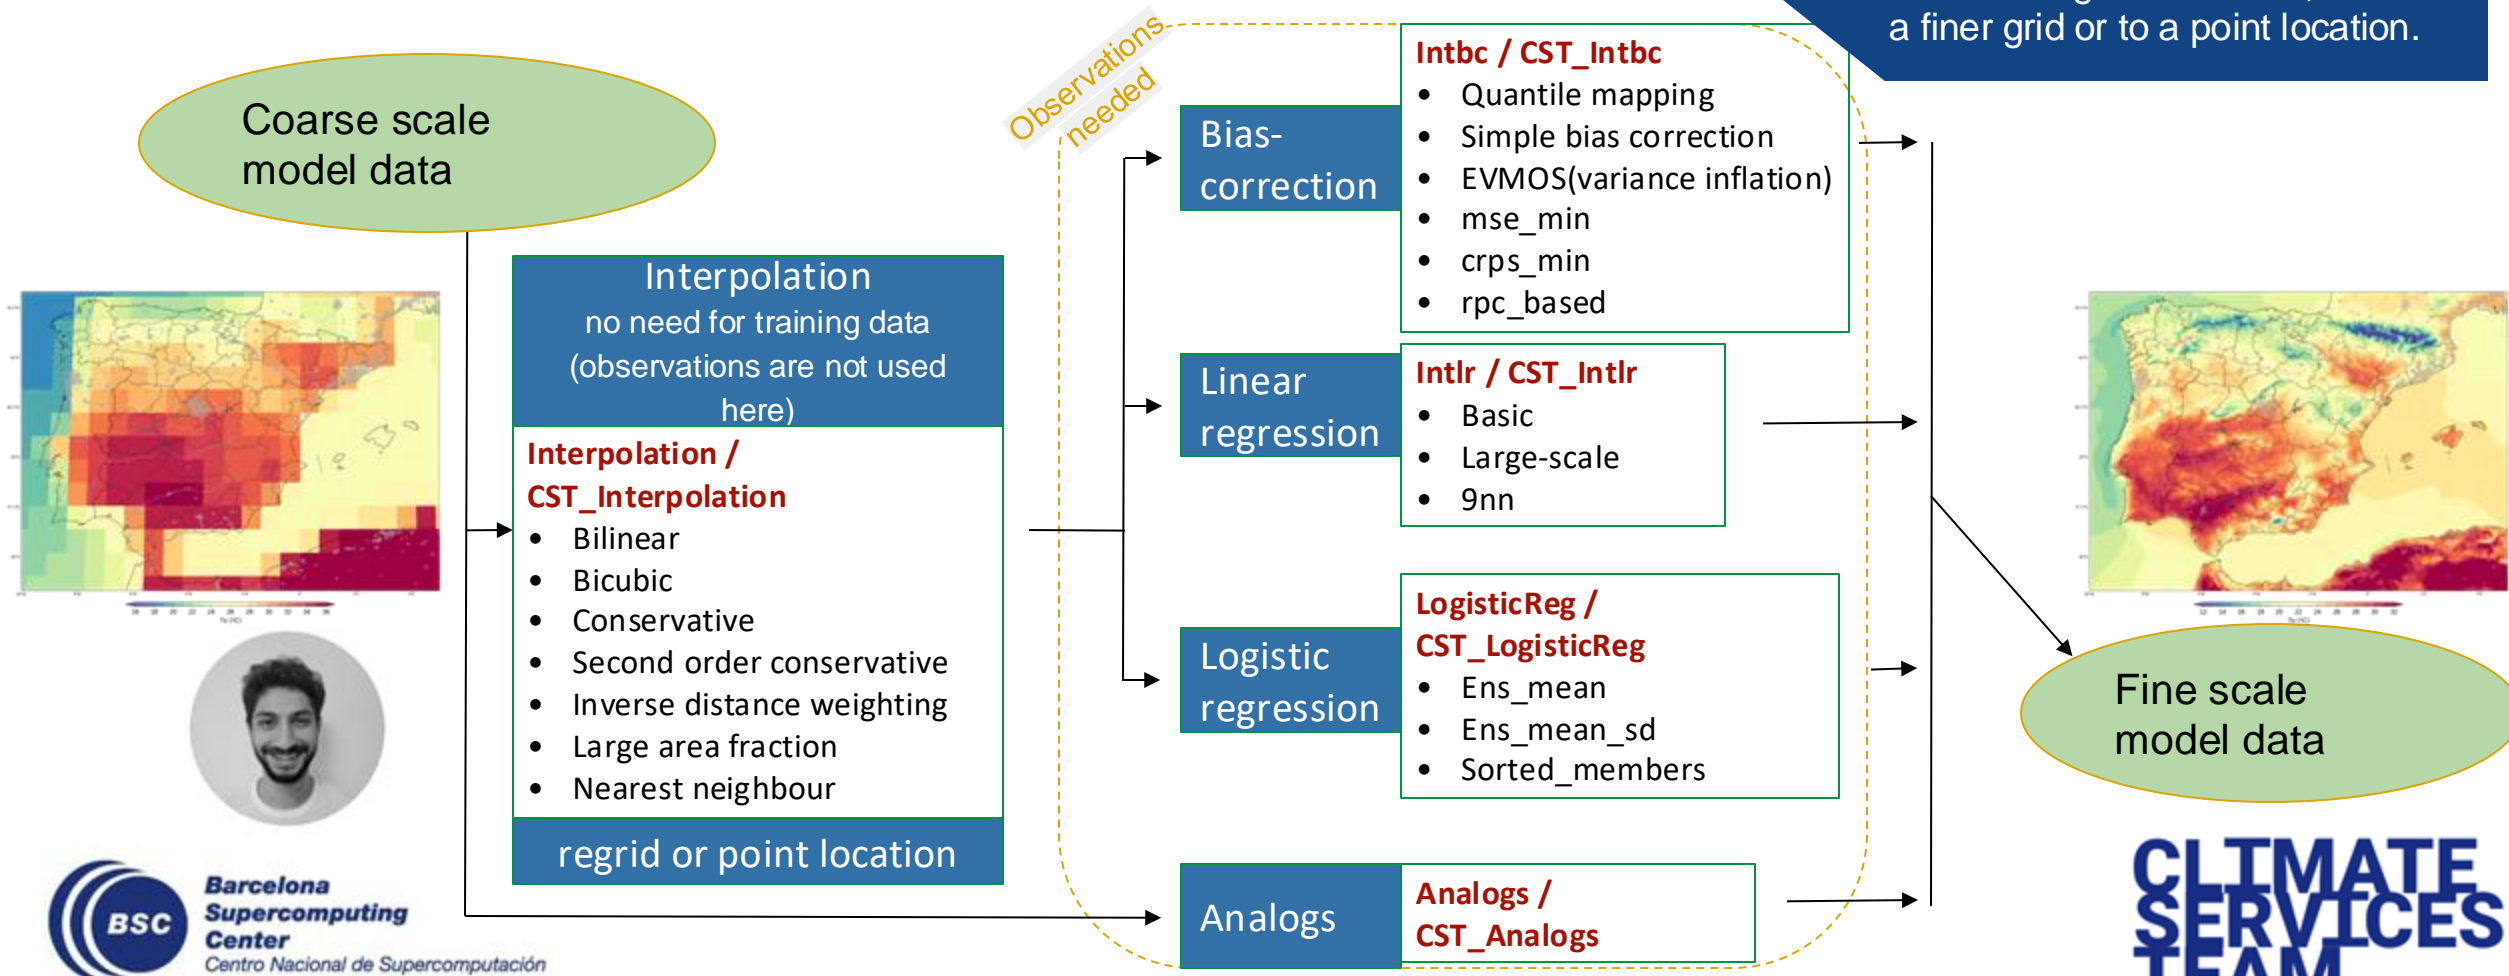 a finer grid or to a point location.
Coarse scale
model data
Observations
needed
Interpolation
no need for training data
(observations are not used
here)
Interpolation /
CST_Interpolation
• Bilinear
• Bicubic
• Conservative
• Second order conservative
• Inverse distance weighting
• Large area fraction
• Nearest neighbour
regrid or point location
Bias-
correction
Intbc / CST_Intbc
• Quantile mapping
• Simple bias correction
• EVMOS(variance inflation)
• mse_min
• crps_min
• rpc_based
Linear
regression
Intlr / CST_Intlr
• Basic
• Large-scale
• 9nn
Logistic
regression
LogisticReg /
CST_LogisticReg
• Ens_mean
• Ens_mean_sd
• Sorted_members
Analogs
Analogs /
CST_Analogs
Fine scale
model data
BSC
Barcelona
Supercomputing
Center
Centro Nacional de Supercomputación
CLIMATE
SERVICES
TEAM